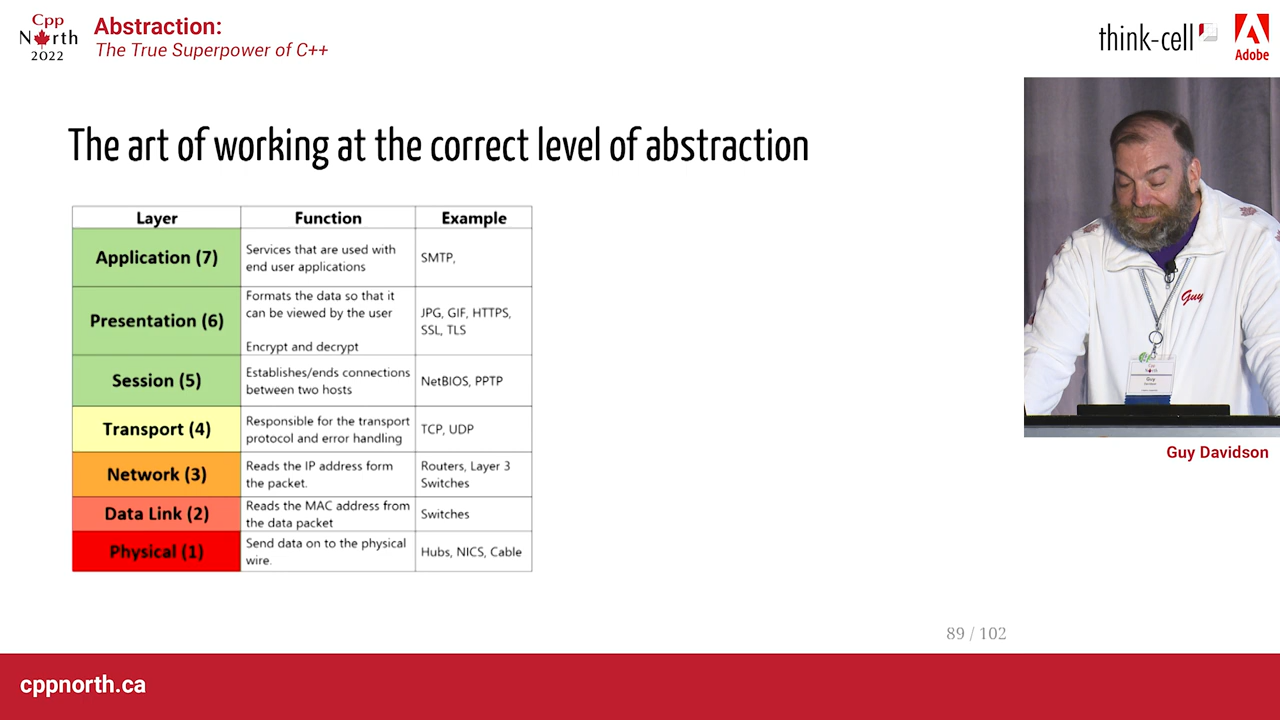 Cpp
North
2022
Abstraction:
The True Superpower of C++
think-cell
Adobe
The art of working at the correct level of abstraction
Layer Function Example
Application (7)
Services that are used with
end user applications
SMTP,
Presentation (6)
Formats the data so that it
can be viewed by the user
Encrypt and decrypt
JPG, GIF, HTTPS,
SSL, TLS
Session (5)
Establishes/ends connections
between two hosts
NetBIOS, PPTP
Transport (4)
Responsible for the transport
protocol and error handling
TCP, UDP
Network (3)
Reads the IP address form
the packet.
Routers, Layer 3
Switches
Data Link (2)
Reads the MAC address from
the data packet
Switches
Physical (1)
Send data on to the physical
wire.
Hubs, NICS, Cable
Guy
Guy
Guy Davidson
89 / 102
cppnorth.ca